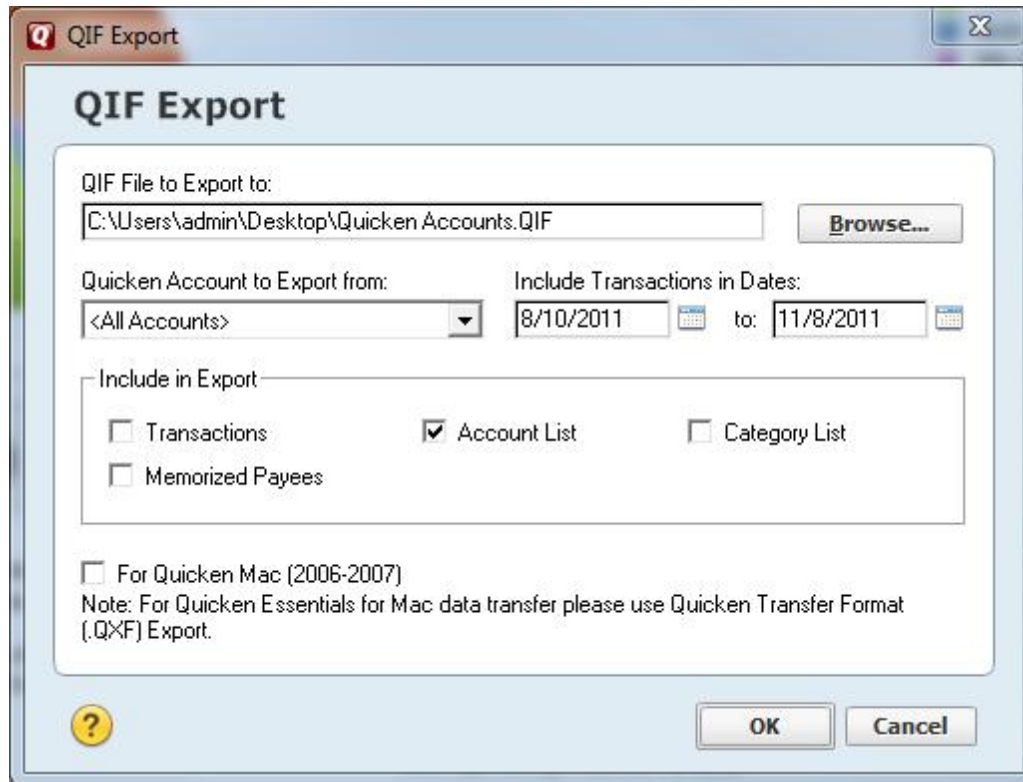 QIF Export
QIF Export
QIF File to Export to:
C:\Users\admin\Desktop\Quicken Accounts.QIF
Browse...
Quicken Account to Export from:
Include Transactions in Dates:
<All Accounts>
8/10/2011
to:
11/8/2011
Include in Export
Transactions
Account List
Category List
Memorized Payees
For Quicken Mac (2006-2007)
Note: For Quicken Essentials for Mac data transfer please use Quicken Transfer Format
(.QXF) Export.
?
OK
Cancel